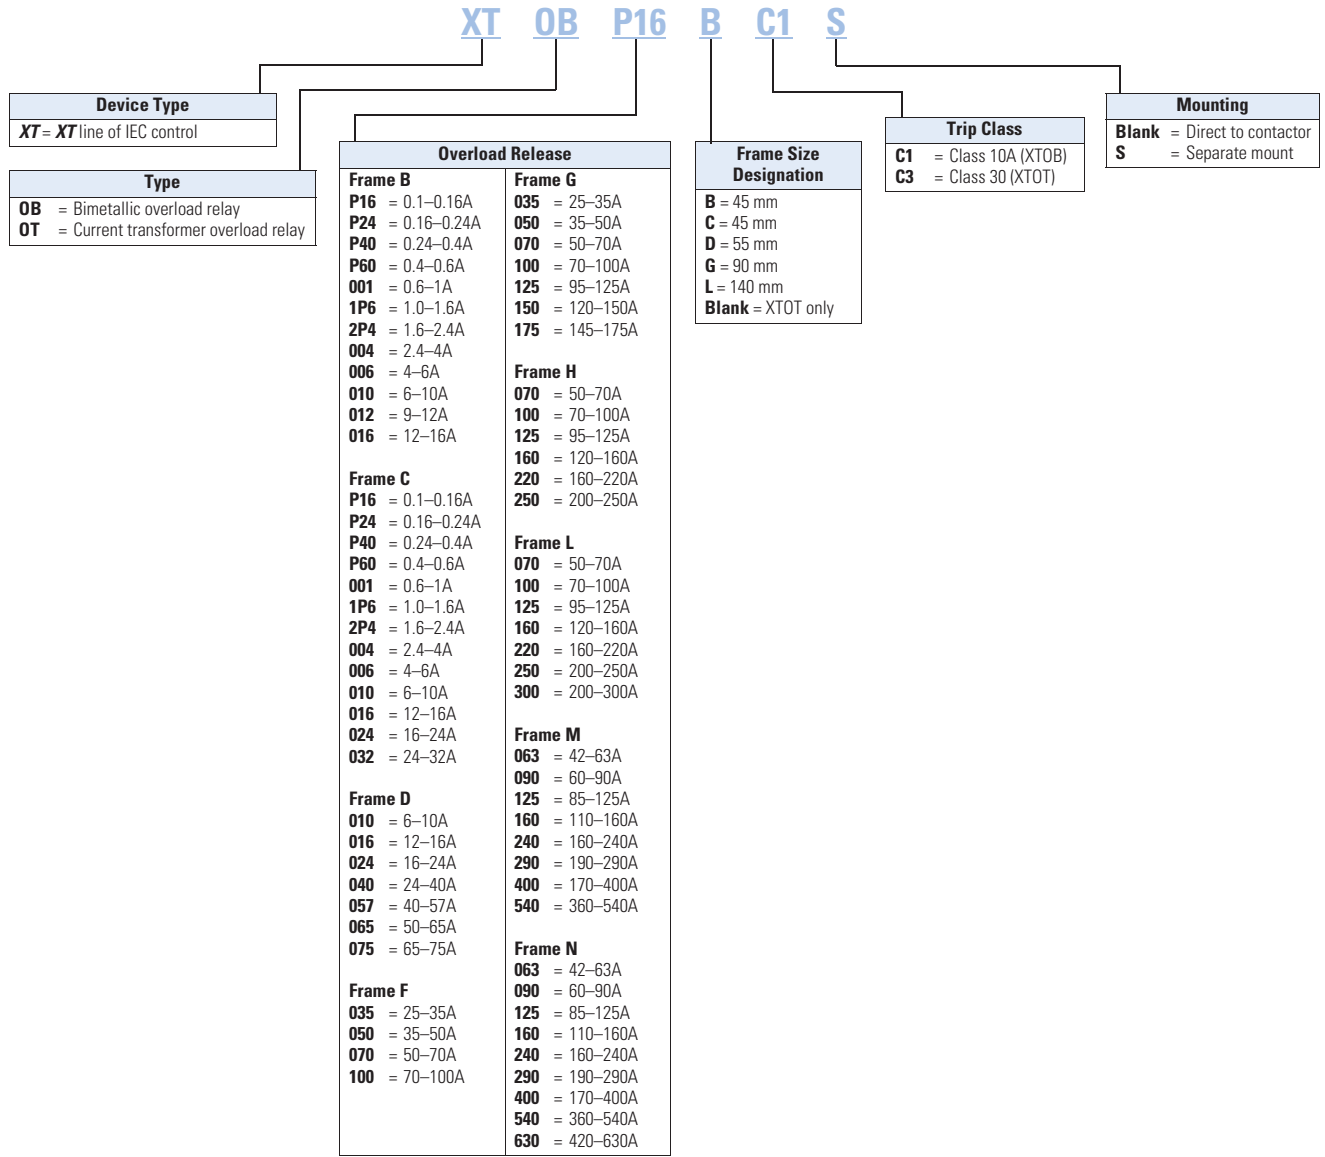 XT OB P16 B C1 S
Device Type
XT = XT line of IEC control
Type
OB = Bimetallic overload relay
OT = Current transformer overload relay
Overload Release
Frame B
P16 = 0.1–0.16A
P24 = 0.16–0.24A
P40 = 0.24–0.4A
P60 = 0.4–0.6A
001 = 0.6–1A
1P6 = 1.0–1.6A
2P4 = 1.6–2.4A
004 = 2.4–4A
006 = 4–6A
010 = 6–10A
012 = 9–12A
016 = 12–16A
Frame C
P16 = 0.1–0.16A
P24 = 0.16–0.24A
P40 = 0.24–0.4A
P60 = 0.4–0.6A
001 = 0.6–1A
1P6 = 1.0–1.6A
2P4 = 1.6–2.4A
004 = 2.4–4A
006 = 4–6A
010 = 6–10A
016 = 12–16A
024 = 16–24A
032 = 24–32A
Frame D
010 = 6–10A
016 = 12–16A
024 = 16–24A
040 = 24–40A
057 = 40–57A
065 = 50–65A
075 = 65–75A
Frame F
035 = 25–35A
050 = 35–50A
070 = 50–70A
100 = 70–100A
Frame G
035 = 25–35A
050 = 35–50A
070 = 50–70A
100 = 70–100A
125 = 95–125A
150 = 120–150A
175 = 145–175A
Frame H
070 = 50–70A
100 = 70–100A
125 = 95–125A
160 = 120–160A
220 = 160–220A
250 = 200–250A
Frame L
070 = 50–70A
100 = 70–100A
125 = 95–125A
160 = 120–160A
220 = 160–220A
250 = 200–250A
300 = 200–300A
Frame M
063 = 42–63A
090 = 60–90A
125 = 85–125A
160 = 110–160A
240 = 160–240A
290 = 190–290A
400 = 170–400A
540 = 360–540A
Frame N
063 = 42–63A
090 = 60–90A
125 = 85–125A
160 = 110–160A
240 = 160–240A
290 = 190–290A
400 = 170–400A
540 = 360–540A
630 = 420–630A
Frame Size
Designation
B = 45 mm
C = 45 mm
D = 55 mm
G = 90 mm
L = 140 mm
Blank = XTOT only
Trip Class
C1 = Class 10A (XTOB)
C3 = Class 30 (XTOT)
Mounting
Blank = Direct to contactor
S = Separate mount